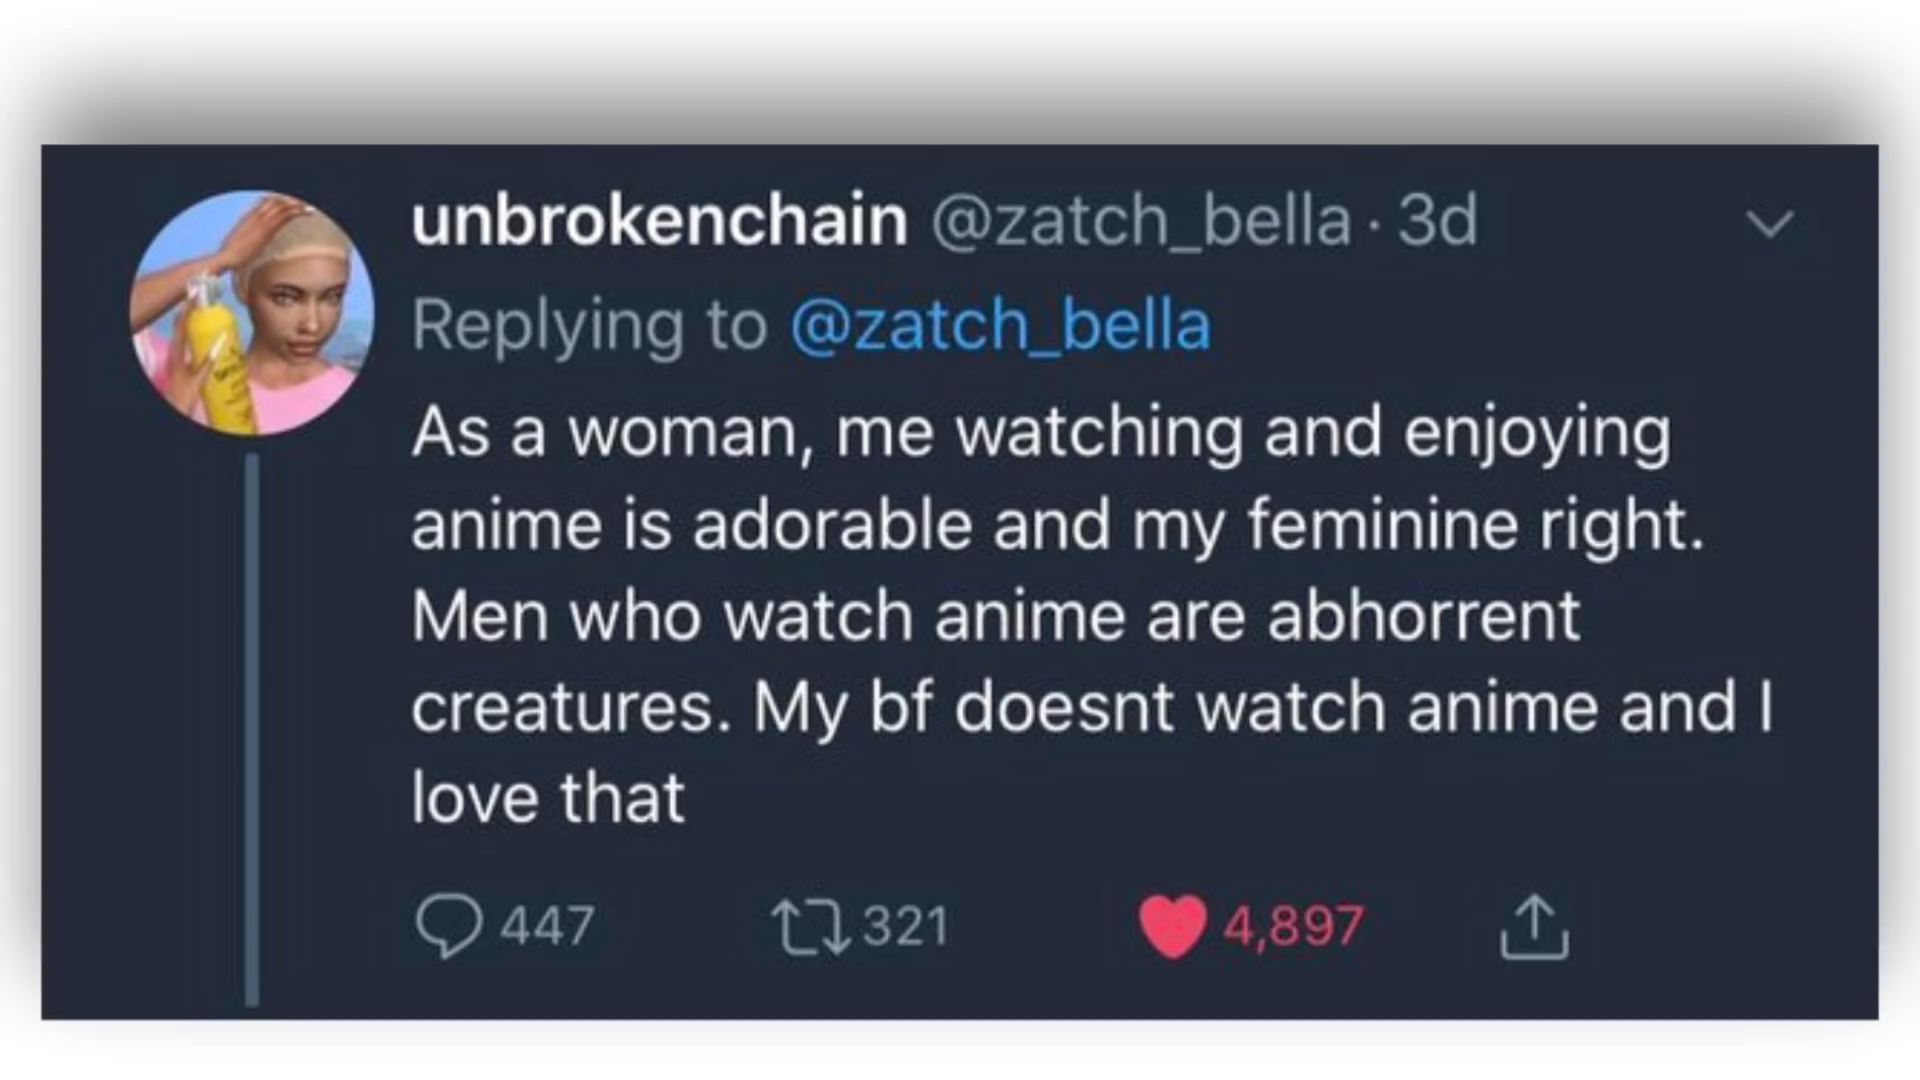 unbrokenchain @zatch_bella · 3d
Replying to @zatch_bella
As a woman, me watching and enjoying
anime is adorable and my feminine right.
Men who watch anime are abhorrent
creatures. My bf doesnt watch anime and I
love that
447 321 4,897